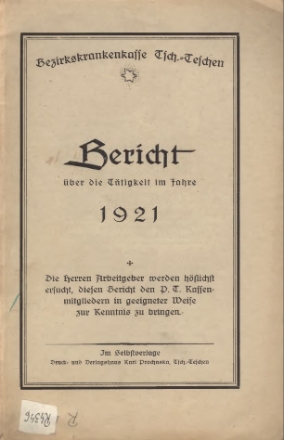 Bezirkskrankenkasse Tsch.-Teschen
Bericht
über die Tätigkeit im Jahre
1921
Die Herren Arbeitgeber werden höflichst
ersucht, diesen Bericht den P. T. Kassen-
mitgliedern in geeigneter Weise
zur Kenntnis zu bringen.
Im Selbstverlage
Druck- und Verlagshaus Karl Prochaska, Tsch.-Teschen